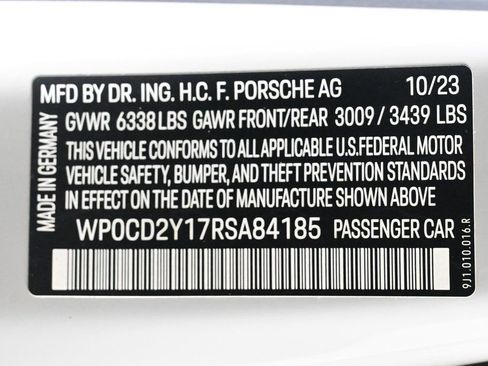 MFD BY DR. ING. H.C. F. PORSCHE AG 10/23
GVWR 6338 LBS GAWR FRONT/REAR 3009 / 3439 LBS
THIS VEHICLE CONFORMS TO ALL APPLICABLE U.S.FEDERAL MOTOR
VEHICLE SAFETY, BUMPER, AND THEFT PREVENTION STANDARDS
IN EFFECT ON THE DATE OF MANUFACTURE SHOWN ABOVE
WP0CD2Y17RSA84185 PASSENGER CAR
MADE IN GERMANY
9J1.010.016.R